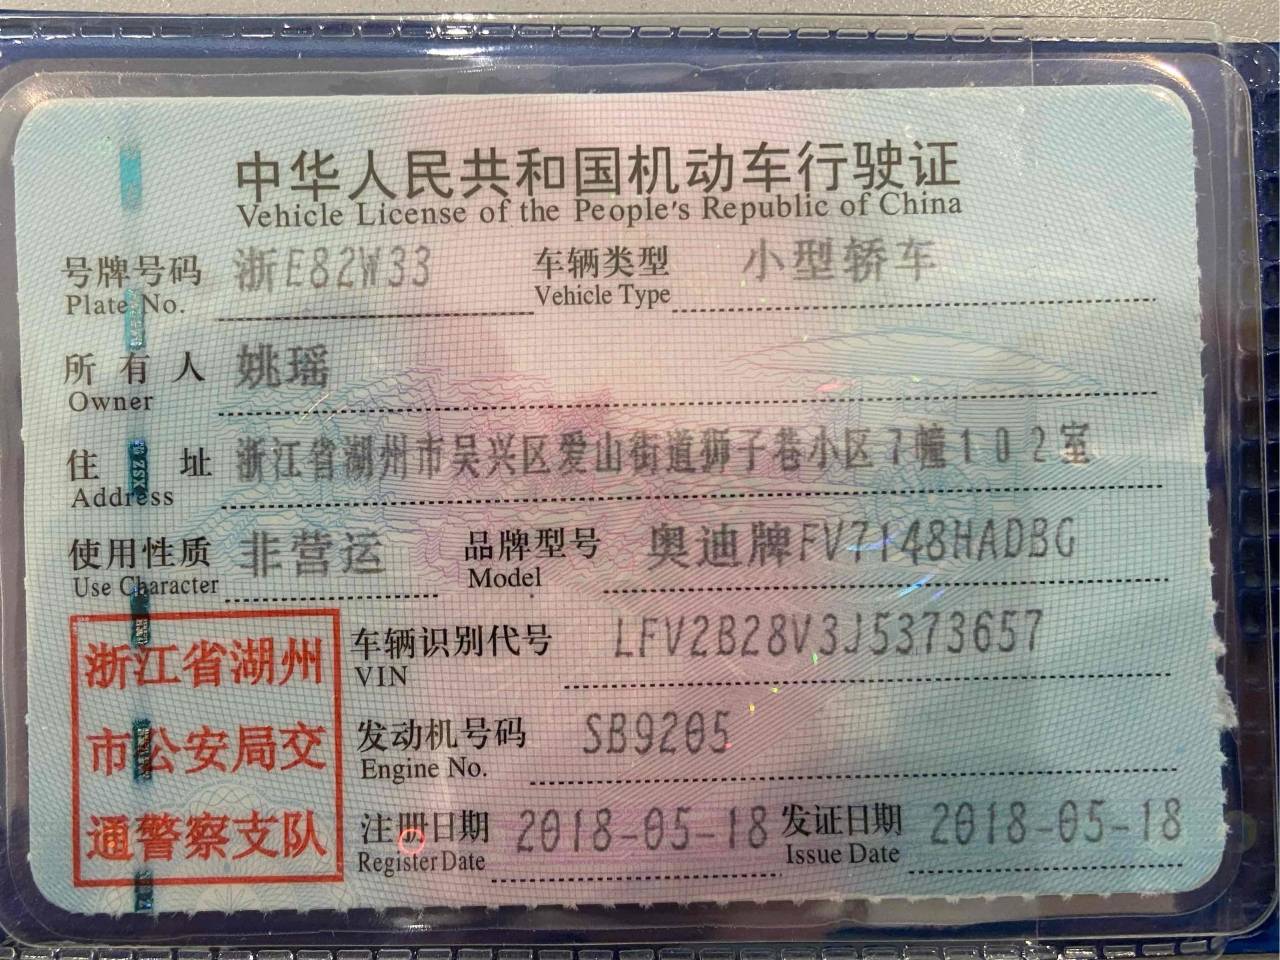 中华人民共和国机动车行驶证
Vehicle License of the People's Republic of China
号牌号码 浙E82W33 车辆类型 小型轿车
Plate No. Vehicle Type
所有人 姚瑶
Owner
住址 浙江省湖州市吴兴区爱山街道狮子巷小区7幢102室
Address
使用性质 非营运 品牌型号 奥迪牌FV7148HADBG
Use Character Model
浙江省湖州
市公安局交
通警察支队
车辆识别代号 LFV2B28V3J5373657
VIN
发动机号码 SB9205
Engine No.
注册日期 2018-05-18 发证日期 2018-05-18
Register Date Issue Date